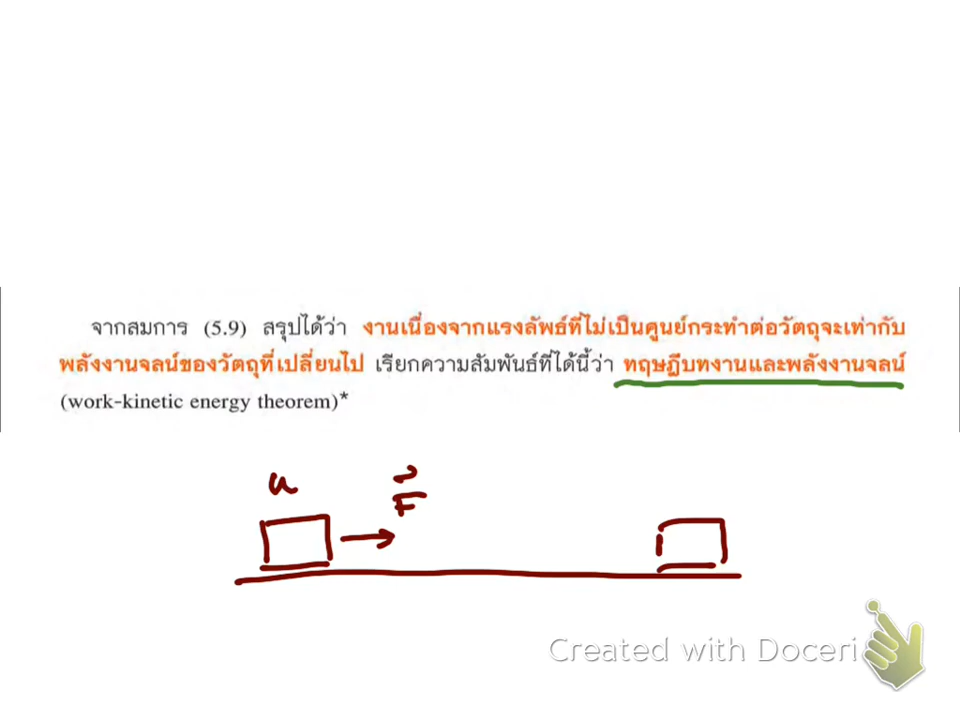 จากสมการ (5.9) สรุปได้ว่า งานเนื่องจากแรงลัพธ์ที่ไม่เป็นศูนย์กระทำต่อวัตถุจะเท่ากับ
พลังงานจลน์ของวัตถุที่เปลี่ยนไป เรียกความสัมพันธ์ที่ได้นี้ว่า ทฤษฎีบทงานและพลังงานจลน์
(work-kinetic energy theorem)*
u
F
Created with Doceri